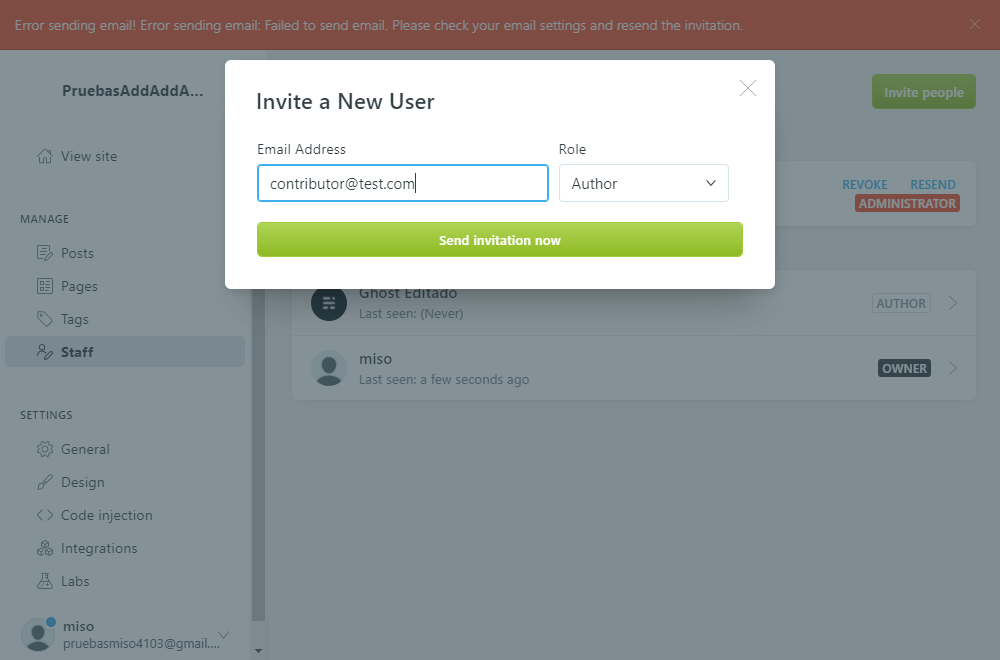 Error sending email! Error sending email: Failed to send email. Please check your email settings and resend the invitation.
PruebasAddAddA...
Invite people
Invite a New User
Email Address
Role
contributor@test.com
Author
Send invitation now
View site
MANAGE
Posts
Pages
Tags
Staff
REVOKE
RESEND
ADMINISTRATOR
Ghost Editado
Last seen: (Never)
AUTHOR
miso
Last seen: a few seconds ago
OWNER
SETTINGS
General
Design
Code injection
Integrations
Labs
miso
pruebasmiso4103@gmail....